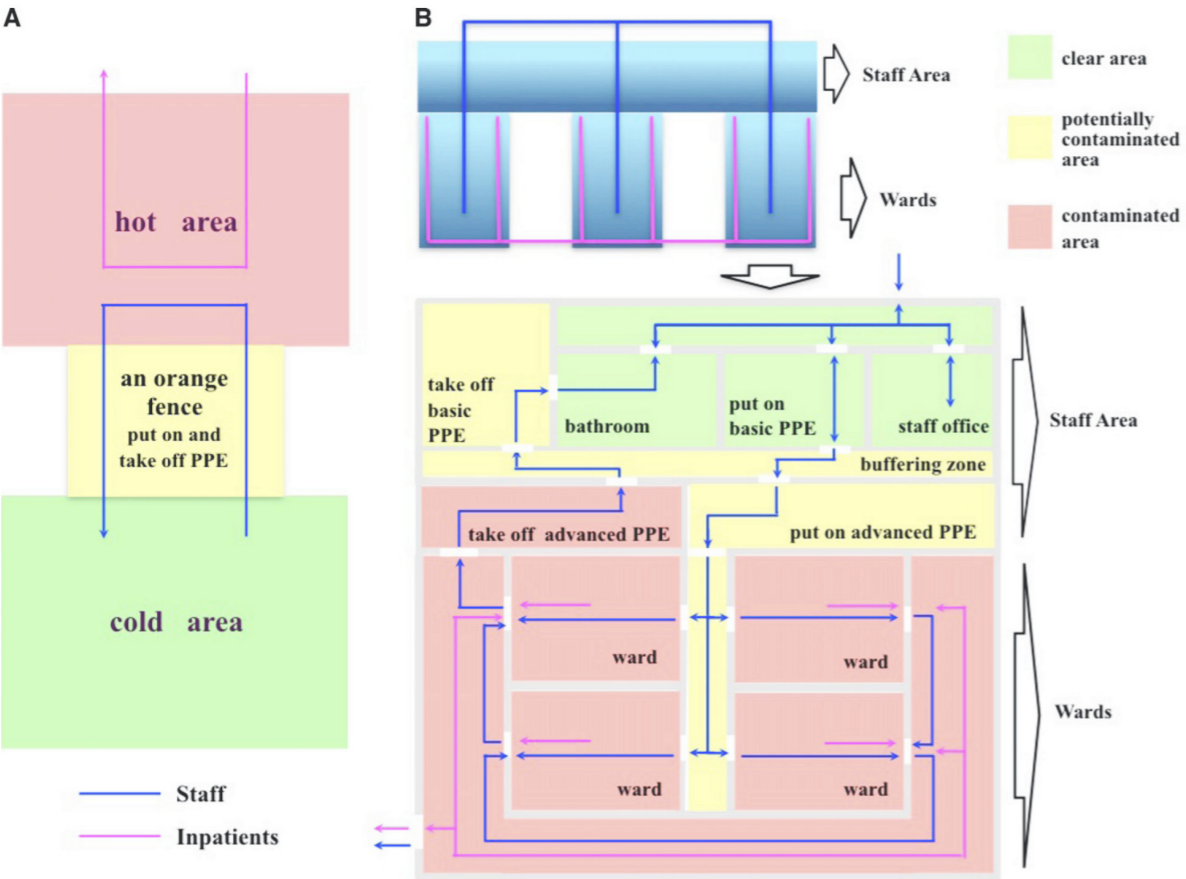 A
hot area
an orange
fence
put on and
take off PPE
cold area
Staff
Inpatients
B
Staff Area
Wards
clear area
potentially
contaminated
area
contaminated
area
take off
basic
PPE
bathroom
put on
basic PPE
staff office
buffering zone
take off advanced PPE
put on advanced PPE
ward
ward
ward
ward
Staff Area
Wards